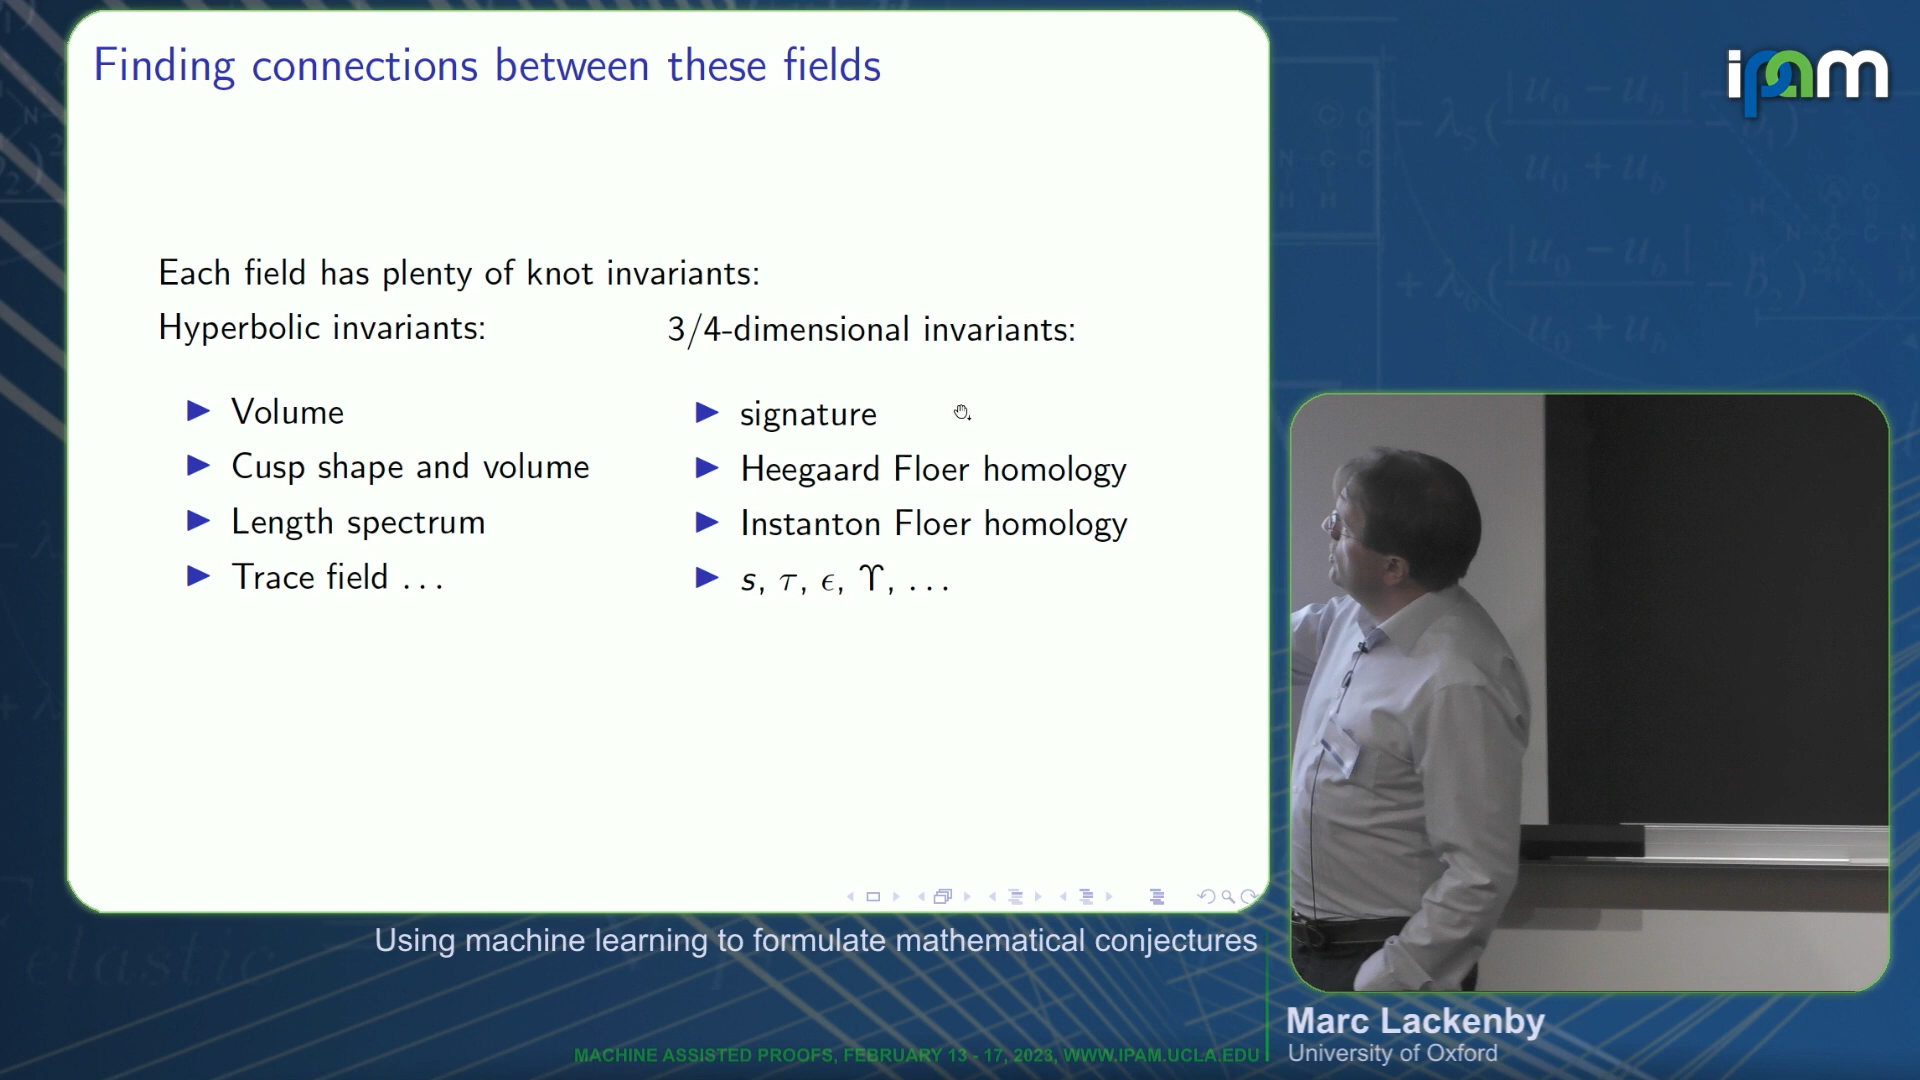 Finding connections between these fields
ipam
Each field has plenty of knot invariants:
Hyperbolic invariants: 3/4-dimensional invariants:
▶ Volume ▶ signature
▶ Cusp shape and volume ▶ Heegaard Floer homology
▶ Length spectrum ▶ Instanton Floer homology
▶ Trace field ... ▶ s, τ, ϵ, ϒ, ...
Using machine learning to formulate mathematical conjectures
Marc Lackenby
University of Oxford
MACHINE ASSISTED PROOFS, FEBRUARY 13 - 17, 2023, WWW.IPAM.UCLA.EDU
elastic